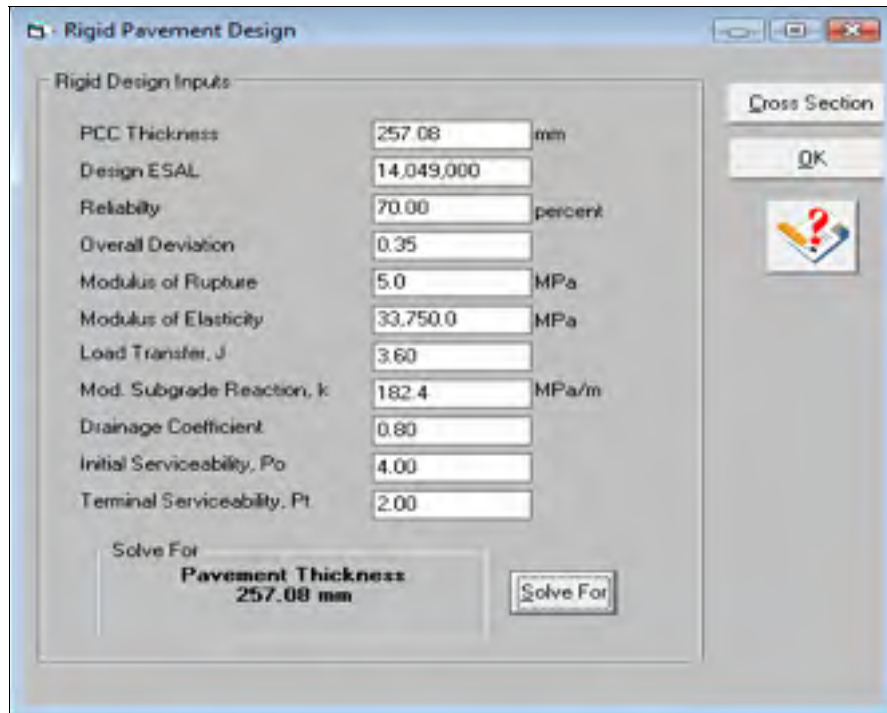 Rigid Pavement Design
Rigid Design Inputs
Cross Section
PCC Thickness 257.08 mm
OK
Design ESAL 14,049,000
Reliabilty 70.00 percent
?
Overall Deviation 0.35
Modulus of Rupture 5.0 MPa
Modulus of Elasticity 33,750.0 MPa
Load Transfer, J 3.60
Mod. Subgrade Reaction, k 182.4 MPa/m
Drainage Coefficient 0.80
Initial Serviceability, Po 4.00
Terminal Serviceability, Pt 2.00
Solve For
Pavement Thickness
257.08 mm
Solve For